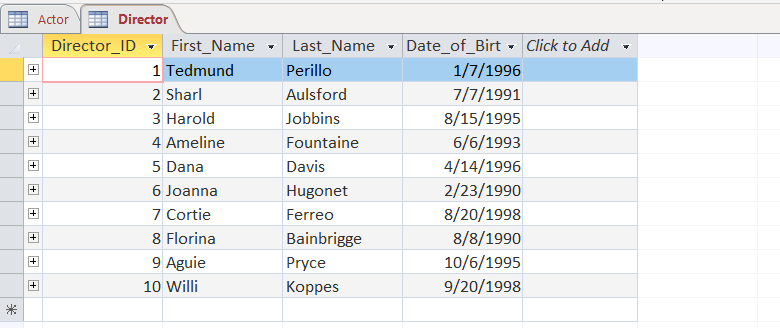 Actor Director
Director_ID First_Name Last_Name Date_of_Birt Click to Add
1 Tedmund Perillo 1/7/1996
2 Sharl Aulsford 7/7/1991
3 Harold Jobbins 8/15/1995
4 Ameline Fountaine 6/6/1993
5 Dana Davis 4/14/1996
6 Joanna Hugonet 2/23/1990
7 Cortie Ferreo 8/20/1998
8 Florina Bainbrigge 8/8/1990
9 Aguie Pryce 10/6/1995
10 Willi Koppes 9/20/1998